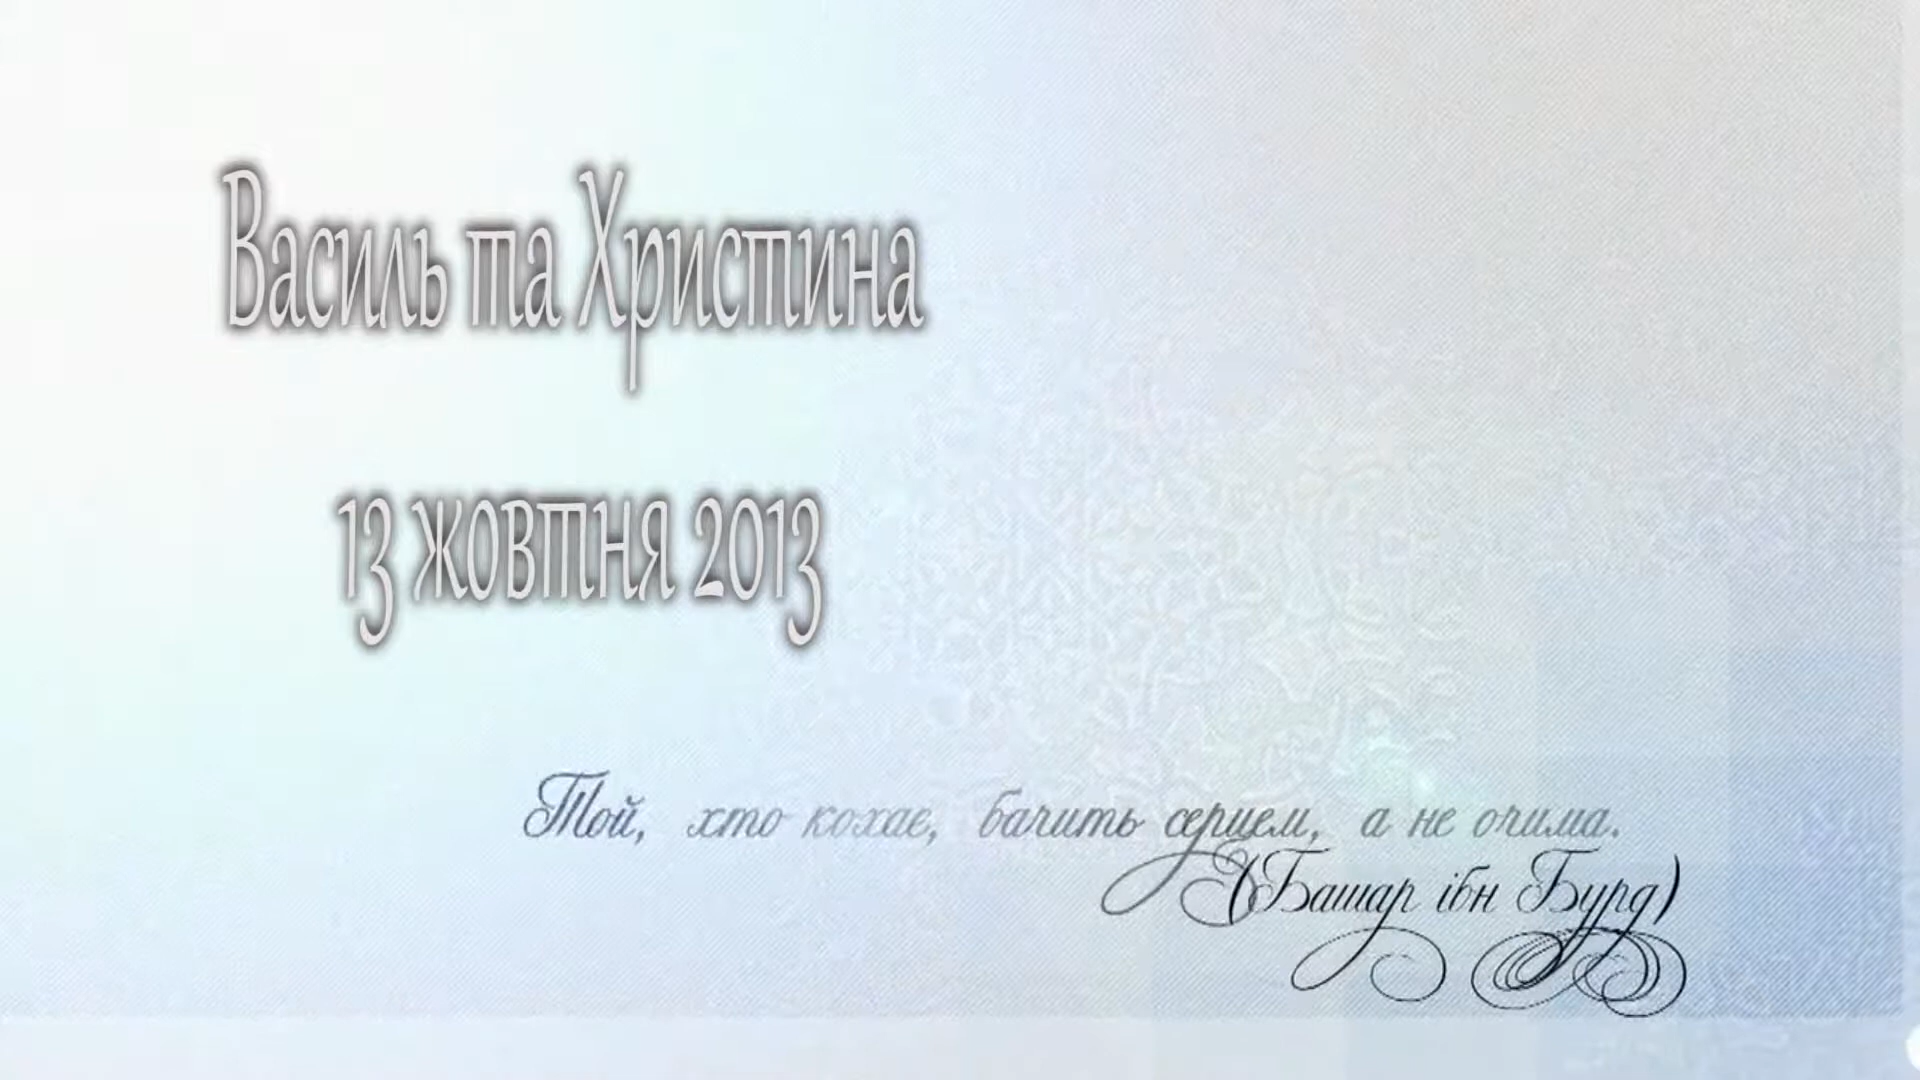 Василь та Христина
13 жовтня 2013
Той, хто кохає, бачить серцем, а не очима.
(Башар ібн Бурд)